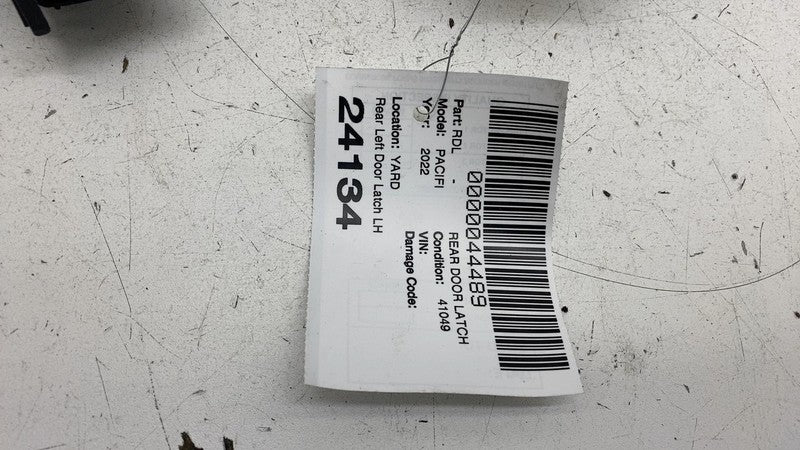 0000044489
Part: RDL - REAR DOOR LATCH
Model: PACIFI Condition: 41049
Year: 2022 VIN:
Damage Code:
Location: YARD
Rear Left Door Latch LH
24134